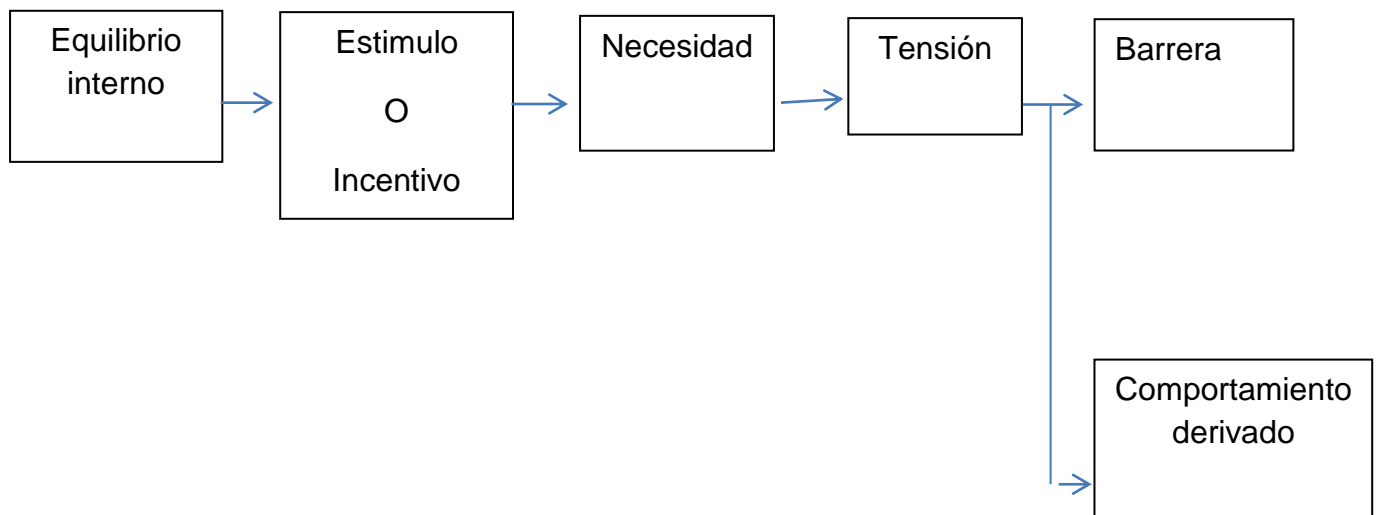 Equilibrio
interno
Estimulo
O
Incentivo
Necesidad
Tensión
Barrera
Comportamiento
derivado